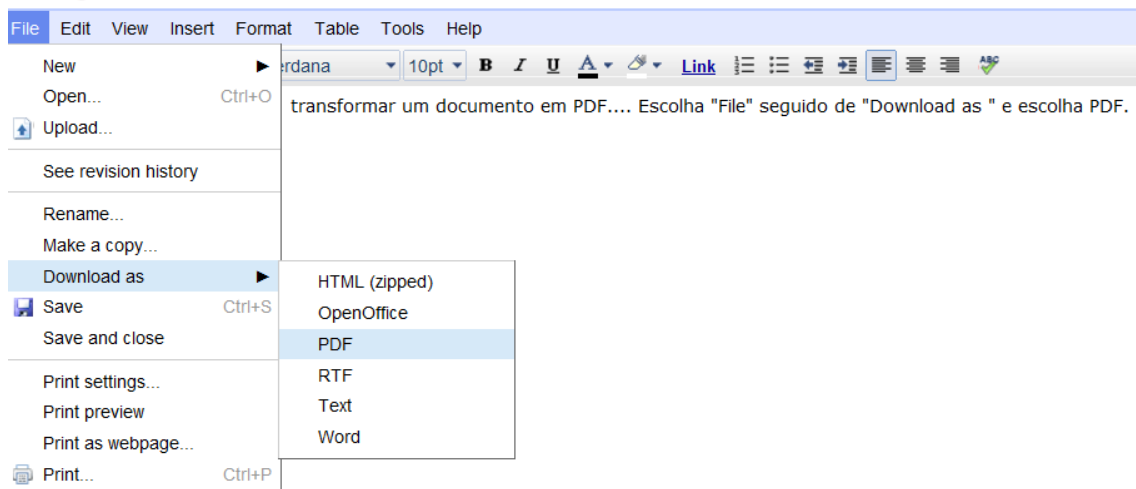 File Edit View Insert Format Table Tools Help
New
erdana 10pt B I U A Link ABC
Open... Ctrl+O
transformar um documento em PDF.... Escolha "File" seguido de "Download as " e escolha PDF.
Upload...
See revision history
Rename...
Make a copy...
Download as
HTML (zipped)
Save Ctrl+S
OpenOffice
Save and close
PDF
Print settings...
RTF
Print preview
Text
Print as webpage...
Word
Print... Ctrl+P